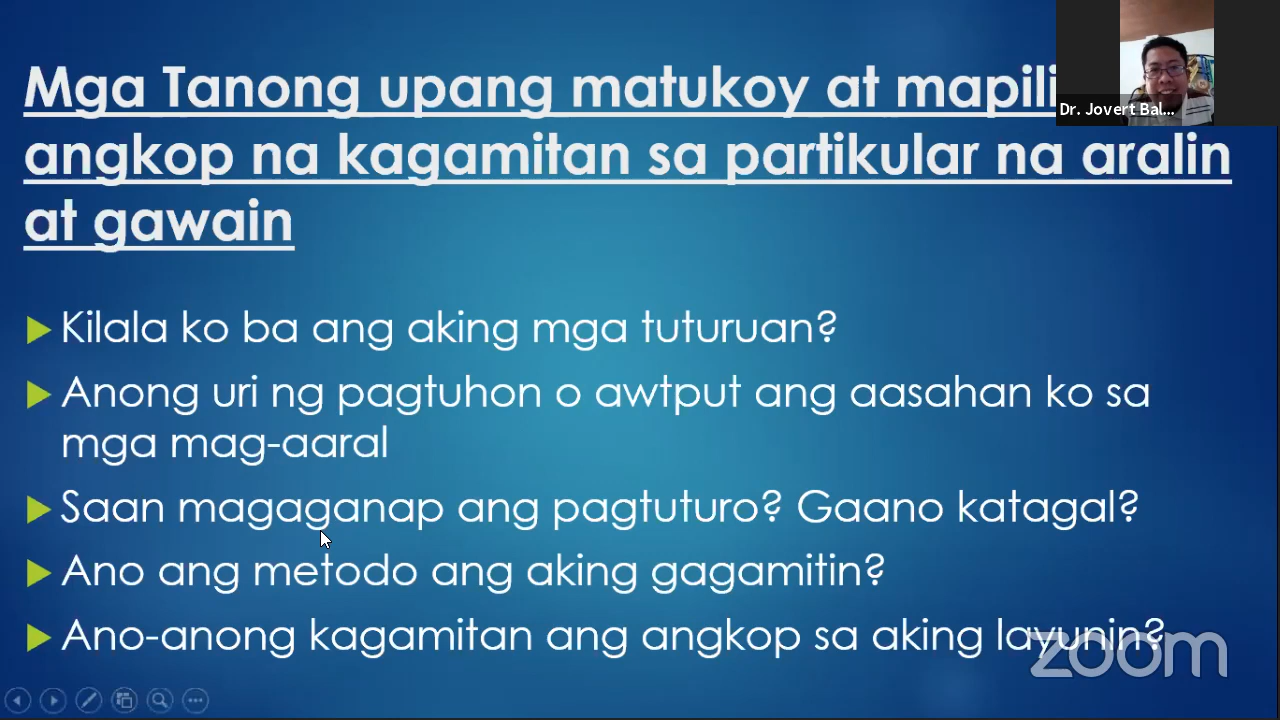 Mga Tanong upang matukoy at mapili
angkop na kagamitan sa partikular na aralin
at gawain
Dr. Jovert Bal...
Kilala ko ba ang aking mga tuturuan?
Anong uri ng pagtuhon o awtput ang aasahan ko sa
mga mag-aaral
Saan magaganap ang pagtuturo? Gaano katagal?
Ano ang metodo ang aking gagamitin?
Ano-anong kagamitan ang angkop sa aking layunin?
zoom